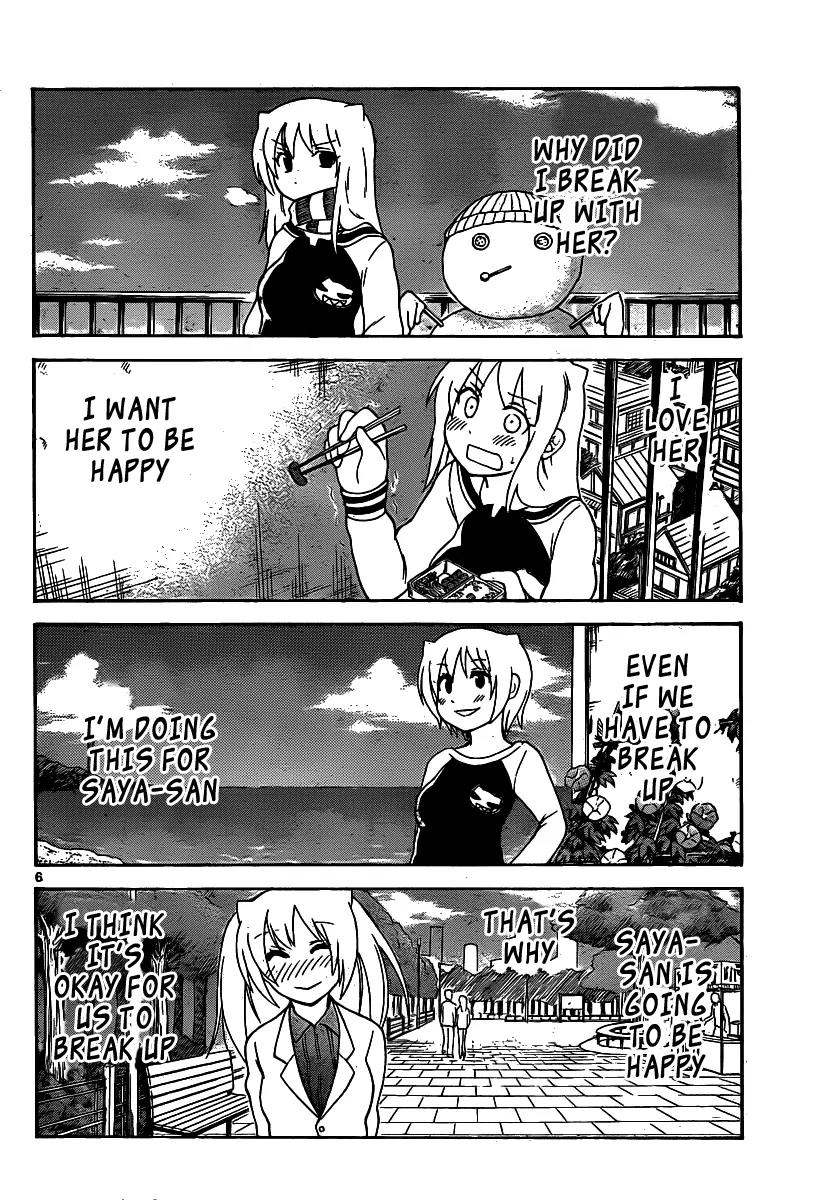 WHY DID
I BREAK
UP WITH
HER?
I
LOVE
HER
I WANT
HER TO BE
HAPPY
EVEN
IF WE
HAVE TO
BREAK
UP
I'M DOING
THIS FOR
SAYA-SAN
6
SAYA-
SAN IS
GOING
TO BE
HAPPY
THAT'S
WHY
I THINK
IT'S
OKAY FOR
US TO
BREAK UP